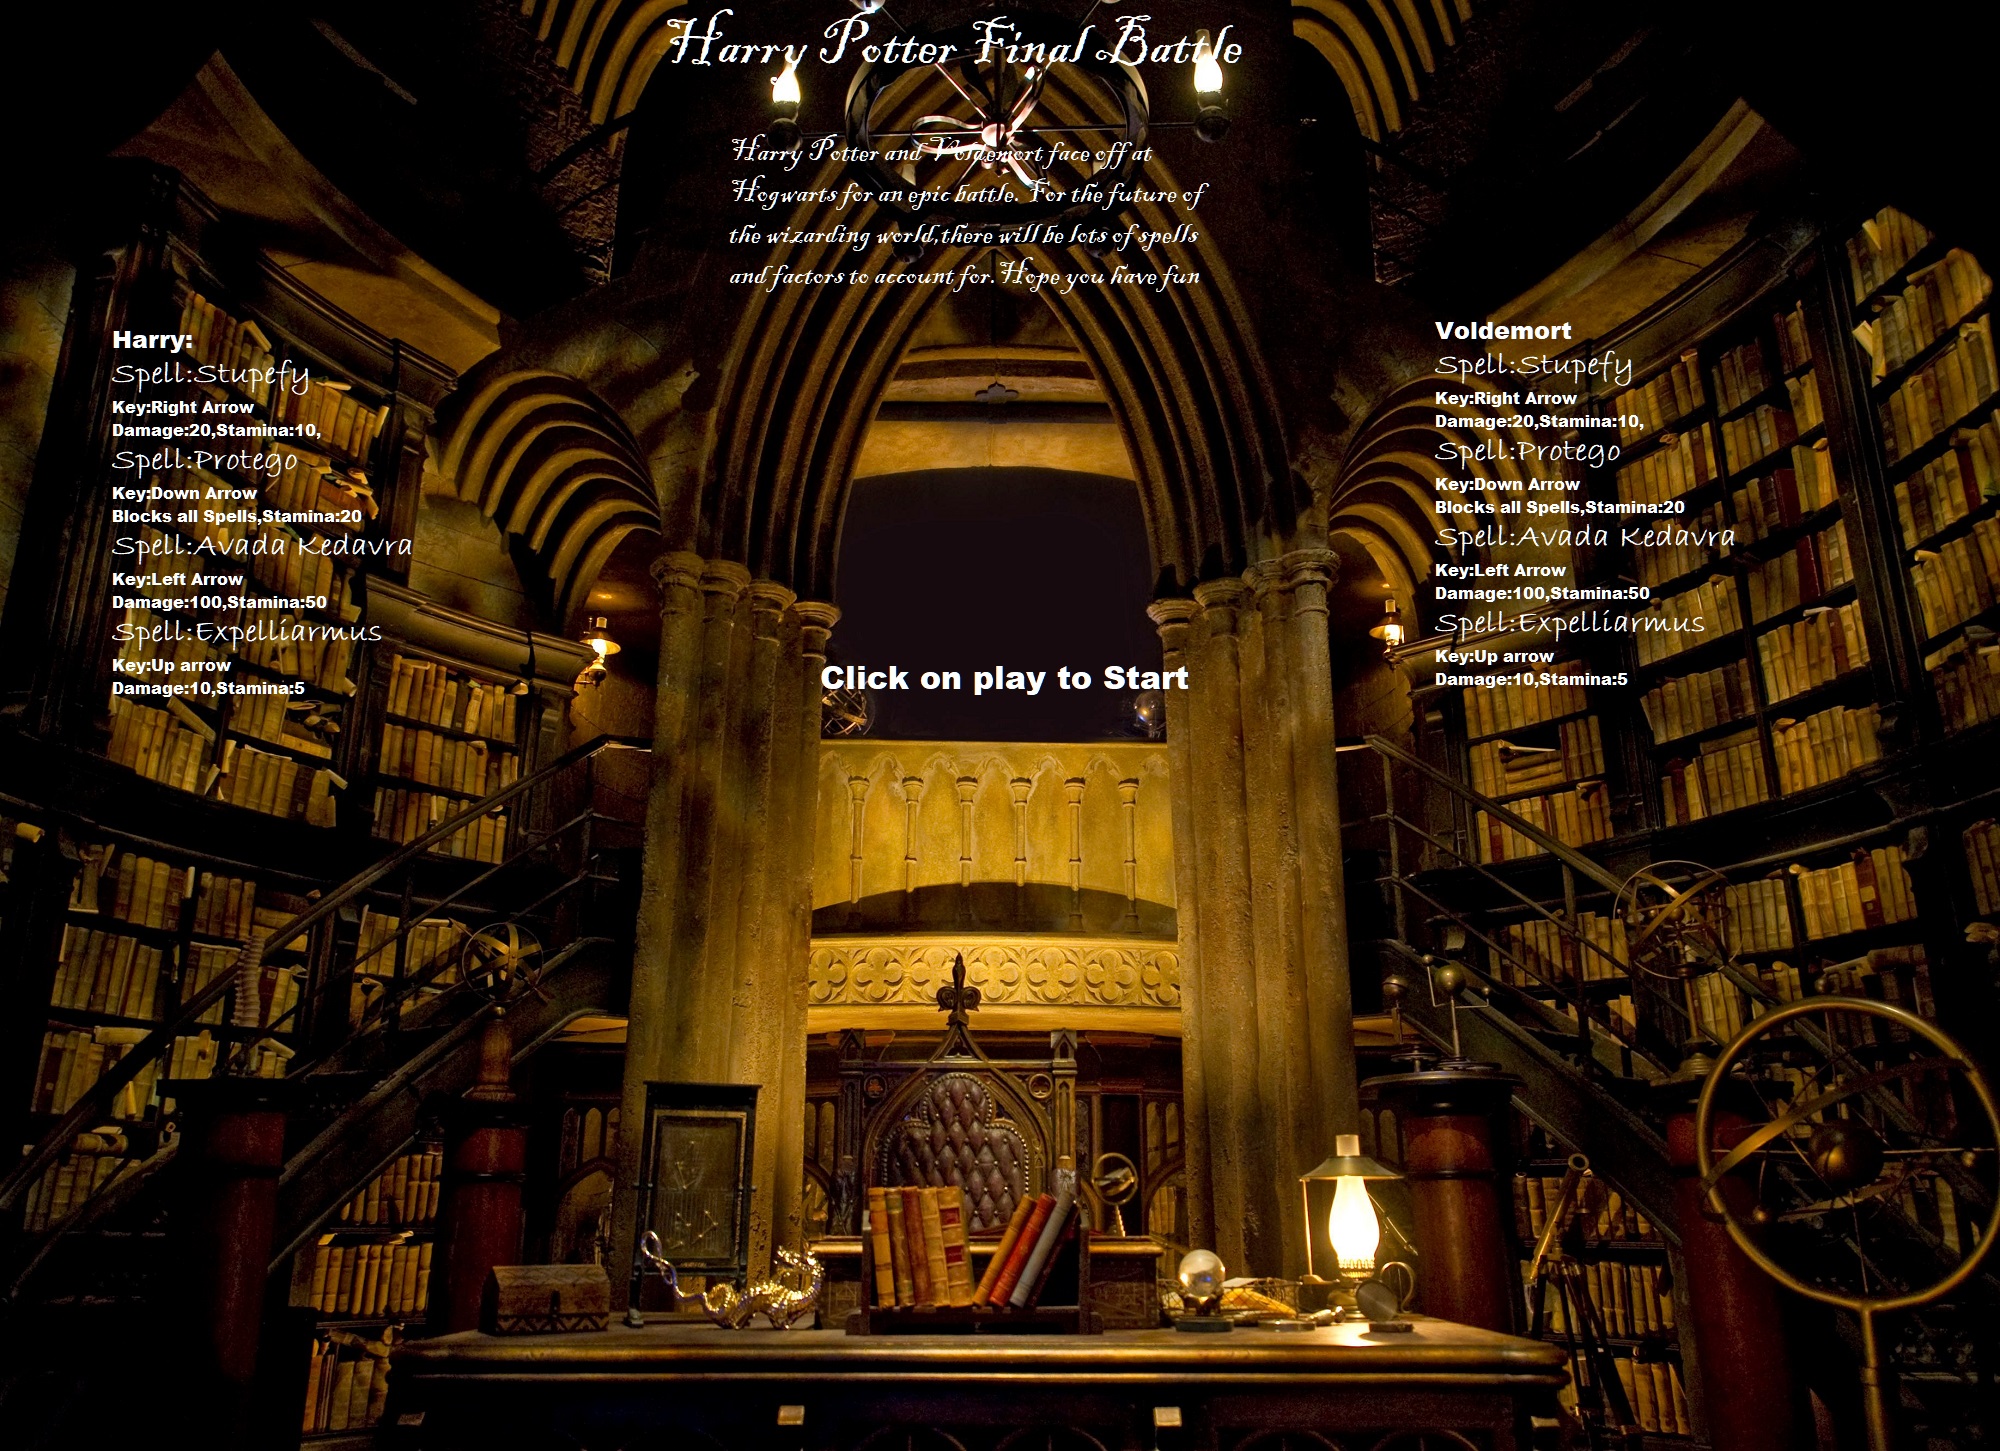 Harry Potter Final Battle
Harry Potter and Voldemort face off at
Hogwarts for an epic battle. For the future of
the wizarding world,there will be lots of spells
and factors to account for. Hope you have fun
Harry:
Spell:Stupefy
Key:Right Arrow
Damage:20,Stamina:10,
Spell:Protego
Key:Down Arrow
Blocks all Spells,Stamina:20
Spell:Avada Kedavra
Key:Left Arrow
Damage:100,Stamina:50
Spell:Expelliarmus
Key:Up arrow
Damage:10,Stamina:5
Click on play to Start
Voldemort
Spell:Stupefy
Key:Right Arrow
Damage:20,Stamina:10,
Spell:Protego
Key:Down Arrow
Blocks all Spells,Stamina:20
Spell:Avada Kedavra
Key:Left Arrow
Damage:100,Stamina:50
Spell:Expelliarmus
Key:Up arrow
Damage:10,Stamina:5